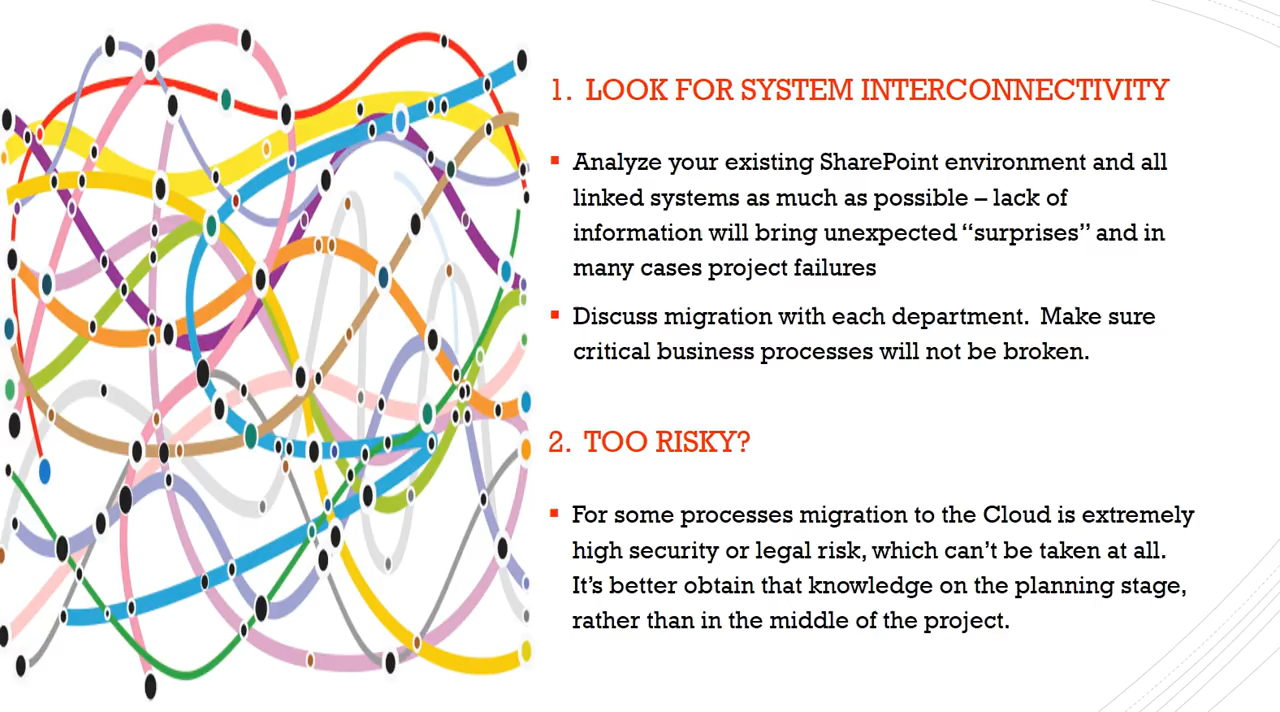 1. LOOK FOR SYSTEM INTERCONNECTIVITY
▪ Analyze your existing SharePoint environment and all
linked systems as much as possible – lack of
information will bring unexpected “surprises” and in
many cases project failures
▪ Discuss migration with each department. Make sure
critical business processes will not be broken.
2. TOO RISKY?
▪ For some processes migration to the Cloud is extremely
high security or legal risk, which can’t be taken at all.
It’s better obtain that knowledge on the planning stage,
rather than in the middle of the project.